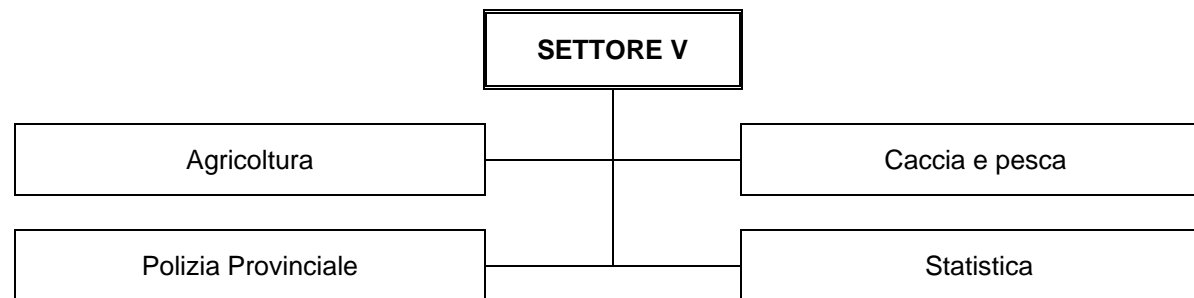 SETTORE V
Agricoltura
Caccia e pesca
Polizia Provinciale
Statistica